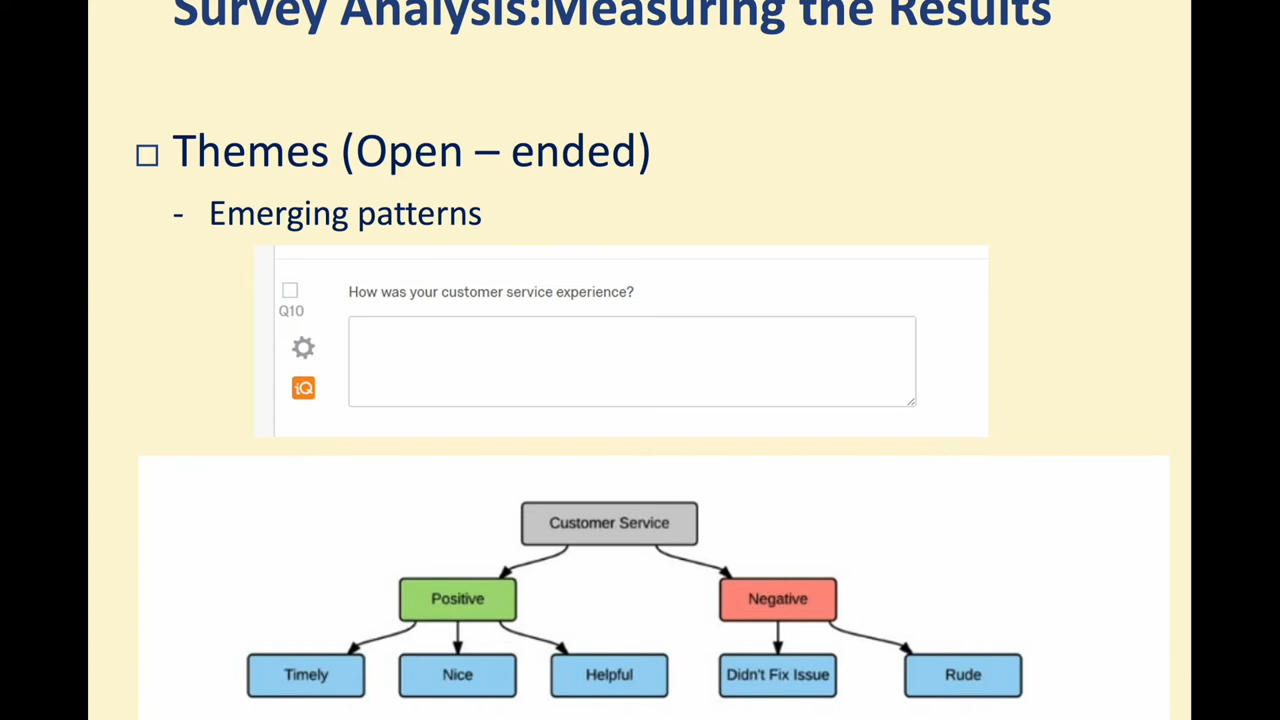 Survey Analysis:Measuring the Results
Themes (Open – ended)
- Emerging patterns
How was your customer service experience?
Q10
iQ
Customer Service
Positive
Negative
Timely
Nice
Helpful
Didn't Fix Issue
Rude